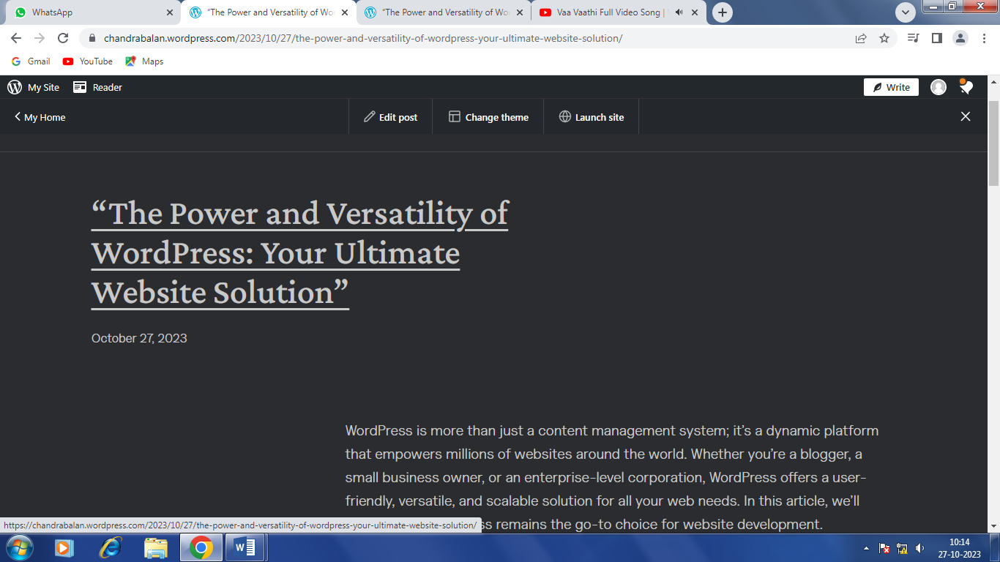 WhatsApp
“The Power and Versatility of Wor
“The Power and Versatility of Wor
Vaa Vaathi Full Video Song |
chandrabalan.wordpress.com/2023/10/27/the-power-and-versatility-of-wordpress-your-ultimate-website-solution/
Gmail YouTube Maps
My Site Reader Write
My Home Edit post Change theme Launch site
“The Power and Versatility of
WordPress: Your Ultimate
Website Solution”
October 27, 2023
WordPress is more than just a content management system; it’s a dynamic platform
that empowers millions of websites around the world. Whether you’re a blogger, a
small business owner, or an enterprise-level corporation, WordPress offers a user-
friendly, versatile, and scalable solution for all your web needs. In this article, we’ll
ss remains the go-to choice for website development.
https://chandrabalan.wordpress.com/2023/10/27/the-power-and-versatility-of-wordpress-your-ultimate-website-solution/
10:14
27-10-2023